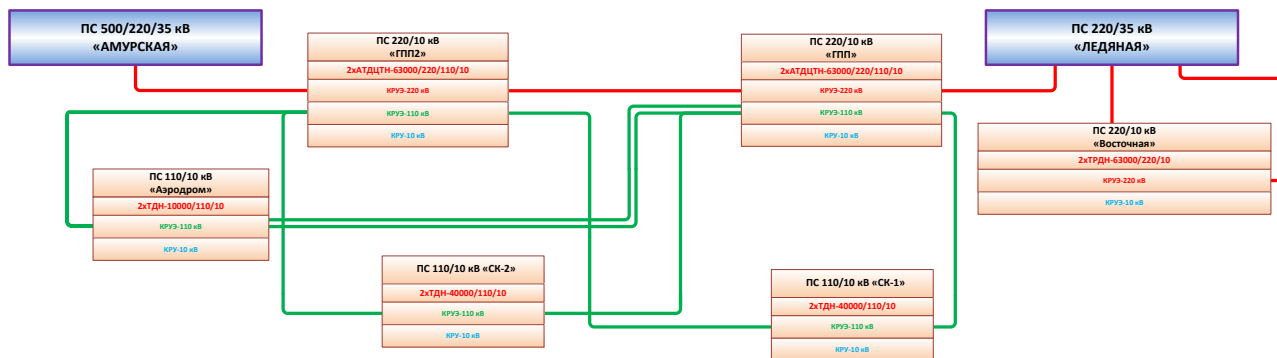 ПС 500/220/35 кВ
«АМУРСКАЯ»
ПС 220/10 кВ
«ГПП2»
2хАТДЦТН-63000/220/110/10
КРУЭ-220 кВ
КРУЭ-110 кВ
КРУ-10 кВ
ПС 220/10 кВ
«ГПП»
2хАТДЦТН-63000/220/110/10
КРУЭ-220 кВ
КРУЭ-110 кВ
КРУ-10 кВ
ПС 220/35 кВ
«ЛЕДЯНАЯ»
ПС 220/10 кВ
«Восточная»
2хТРДН-63000/220/10
КРУЭ-220 кВ
КРУЭ-10 кВ
ПС 110/10 кВ
«Аэродром»
2хТДН-10000/110/10
КРУЭ-110 кВ
КРУ-10 кВ
ПС 110/10 кВ «СК-2»
2хТДН-40000/110/10
КРУЭ-110 кВ
КРУ-10 кВ
ПС 110/10 кВ «СК-1»
2хТДН-40000/110/10
КРУЭ-110 кВ
КРУ-10 кВ